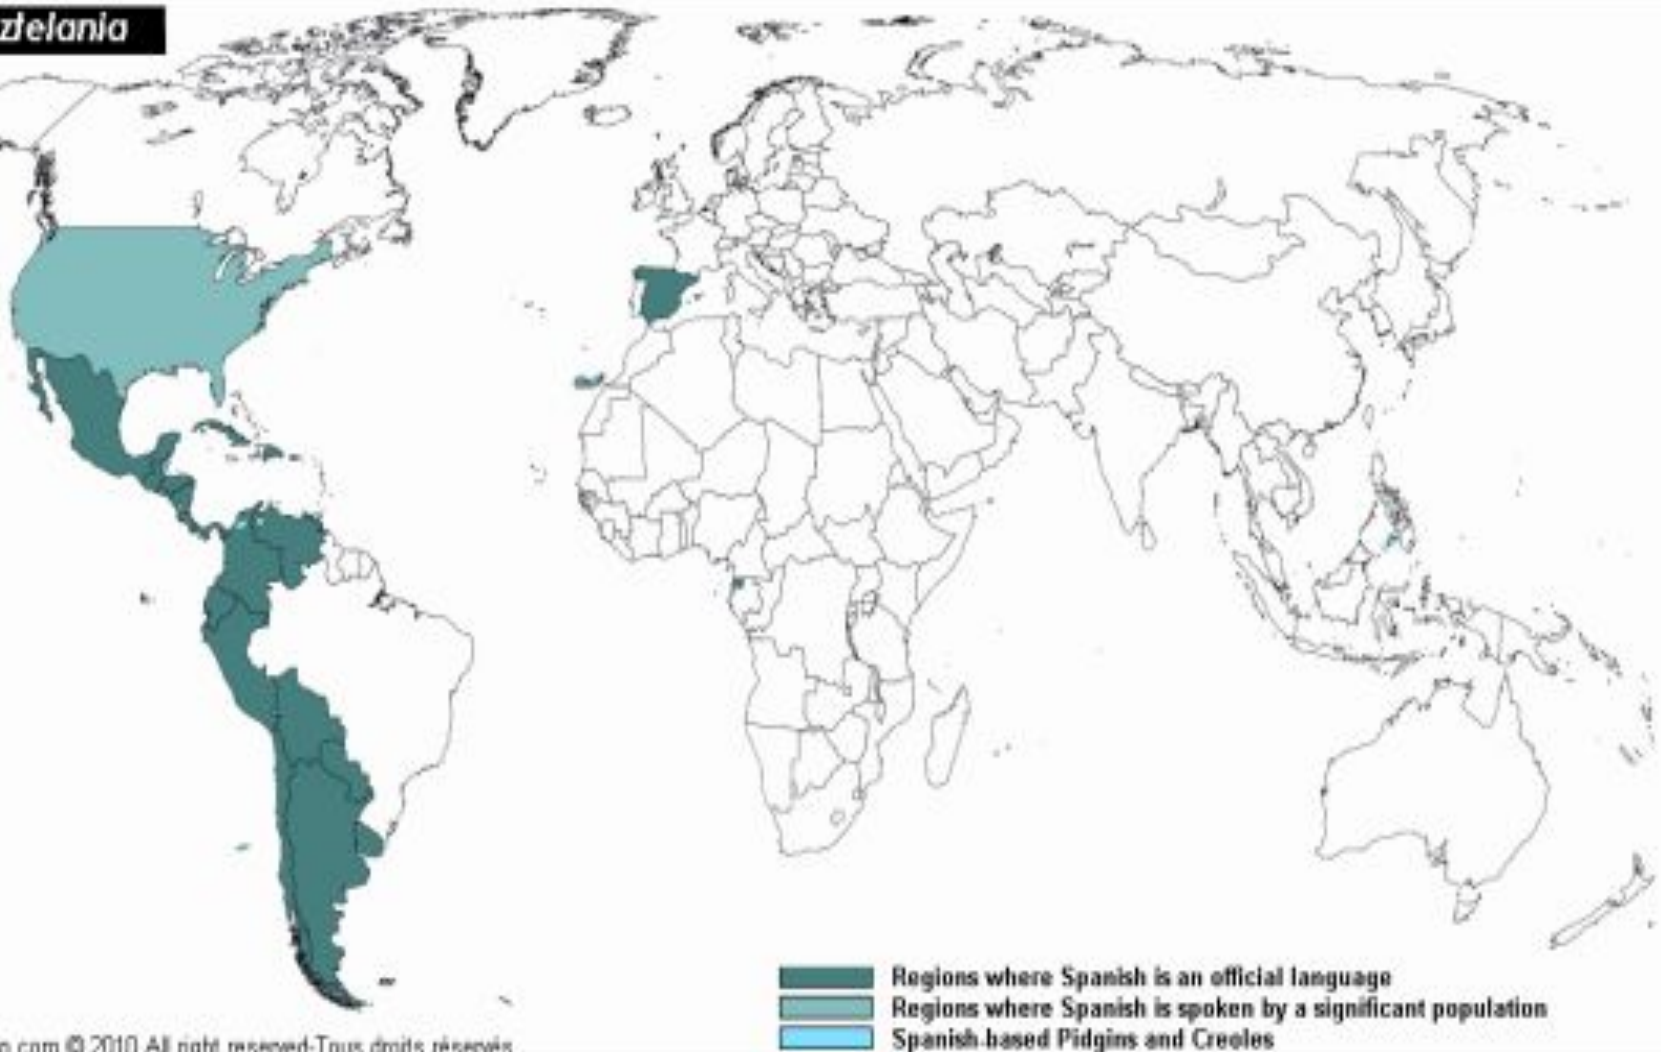 ztelania
Regions where Spanish is an official language
Regions where Spanish is spoken by a significant population
Spanish-based Pidgins and Creoles
o.com © 2010 All right reserved-Tous droits réservés